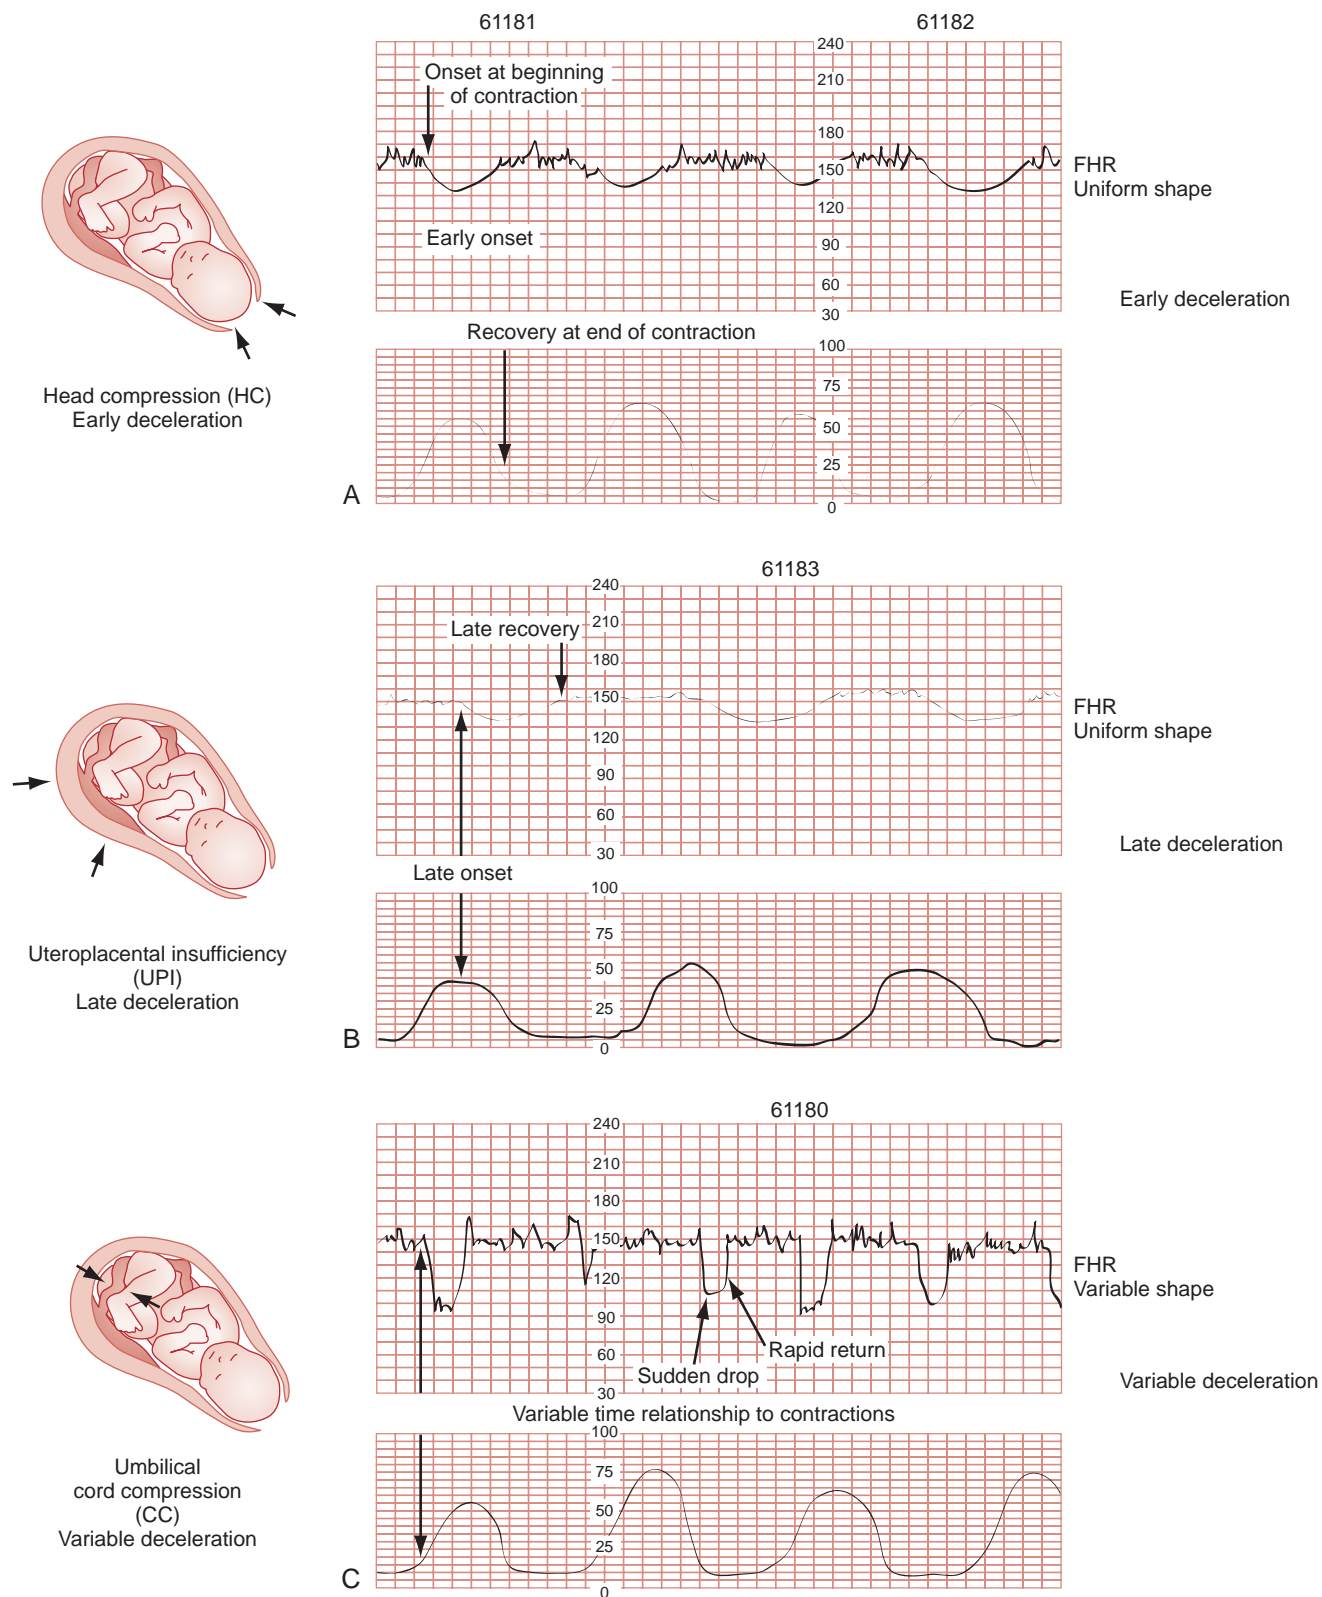 61181
61182
240
210
180
150
120
90
60
30
Onset at beginning
of contraction
Early onset
FHR
Uniform shape
Early deceleration
Head compression (HC)
Early deceleration
Recovery at end of contraction
100
75
50
25
0
A
61183
240
210
180
150
120
90
60
30
Late recovery
Late onset
FHR
Uniform shape
Late deceleration
Uteroplacental insufficiency
(UPI)
Late deceleration
100
75
50
25
0
B
61180
240
210
180
150
120
90
60
30
Rapid return
Sudden drop
FHR
Variable shape
Variable deceleration
Variable time relationship to contractions
Umbilical
cord compression
(CC)
Variable deceleration
100
75
50
25
0
C